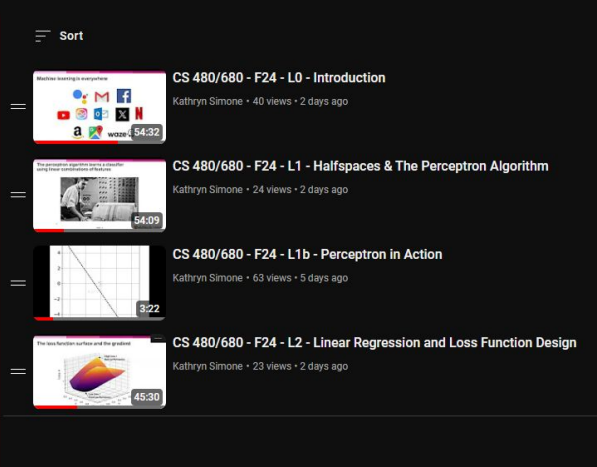 Sort
Machine learning is everywhere
waze
54:32
CS 480/680 - F24 - L0 - Introduction
Kathryn Simone • 40 views • 2 days ago
The perceptron algorithm learns a classifier
using linear combinations of features
54:09
CS 480/680 - F24 - L1 - Halfspaces & The Perceptron Algorithm
Kathryn Simone • 24 views • 2 days ago
3:22
CS 480/680 - F24 - L1b - Perceptron in Action
Kathryn Simone • 63 views • 5 days ago
The loss function surface and the gradient
45:30
CS 480/680 - F24 - L2 - Linear Regression and Loss Function Design
Kathryn Simone • 23 views • 2 days ago